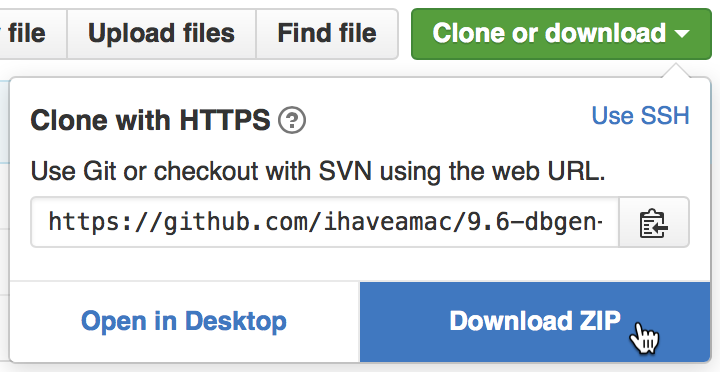 file Upload files Find file Clone or download
Clone with HTTPS ? Use SSH
Use Git or checkout with SVN using the web URL.
https://github.com/ihaveamac/9.6-dbgen-
Open in Desktop Download ZIP